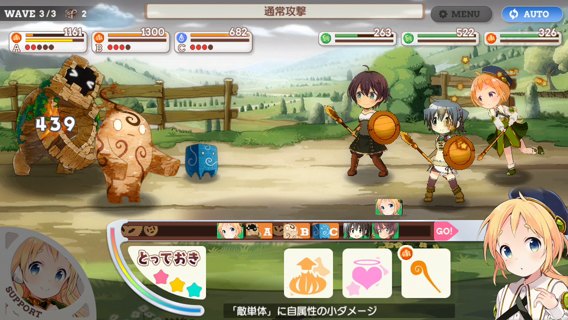 WAVE 3/3 2
通常攻撃
MENU
AUTO
1161
1300
682
263
522
326
A
B
C
439
A B C
GO!
とっておき
SUPPORT
「敵単体」に自属性の小ダメージ